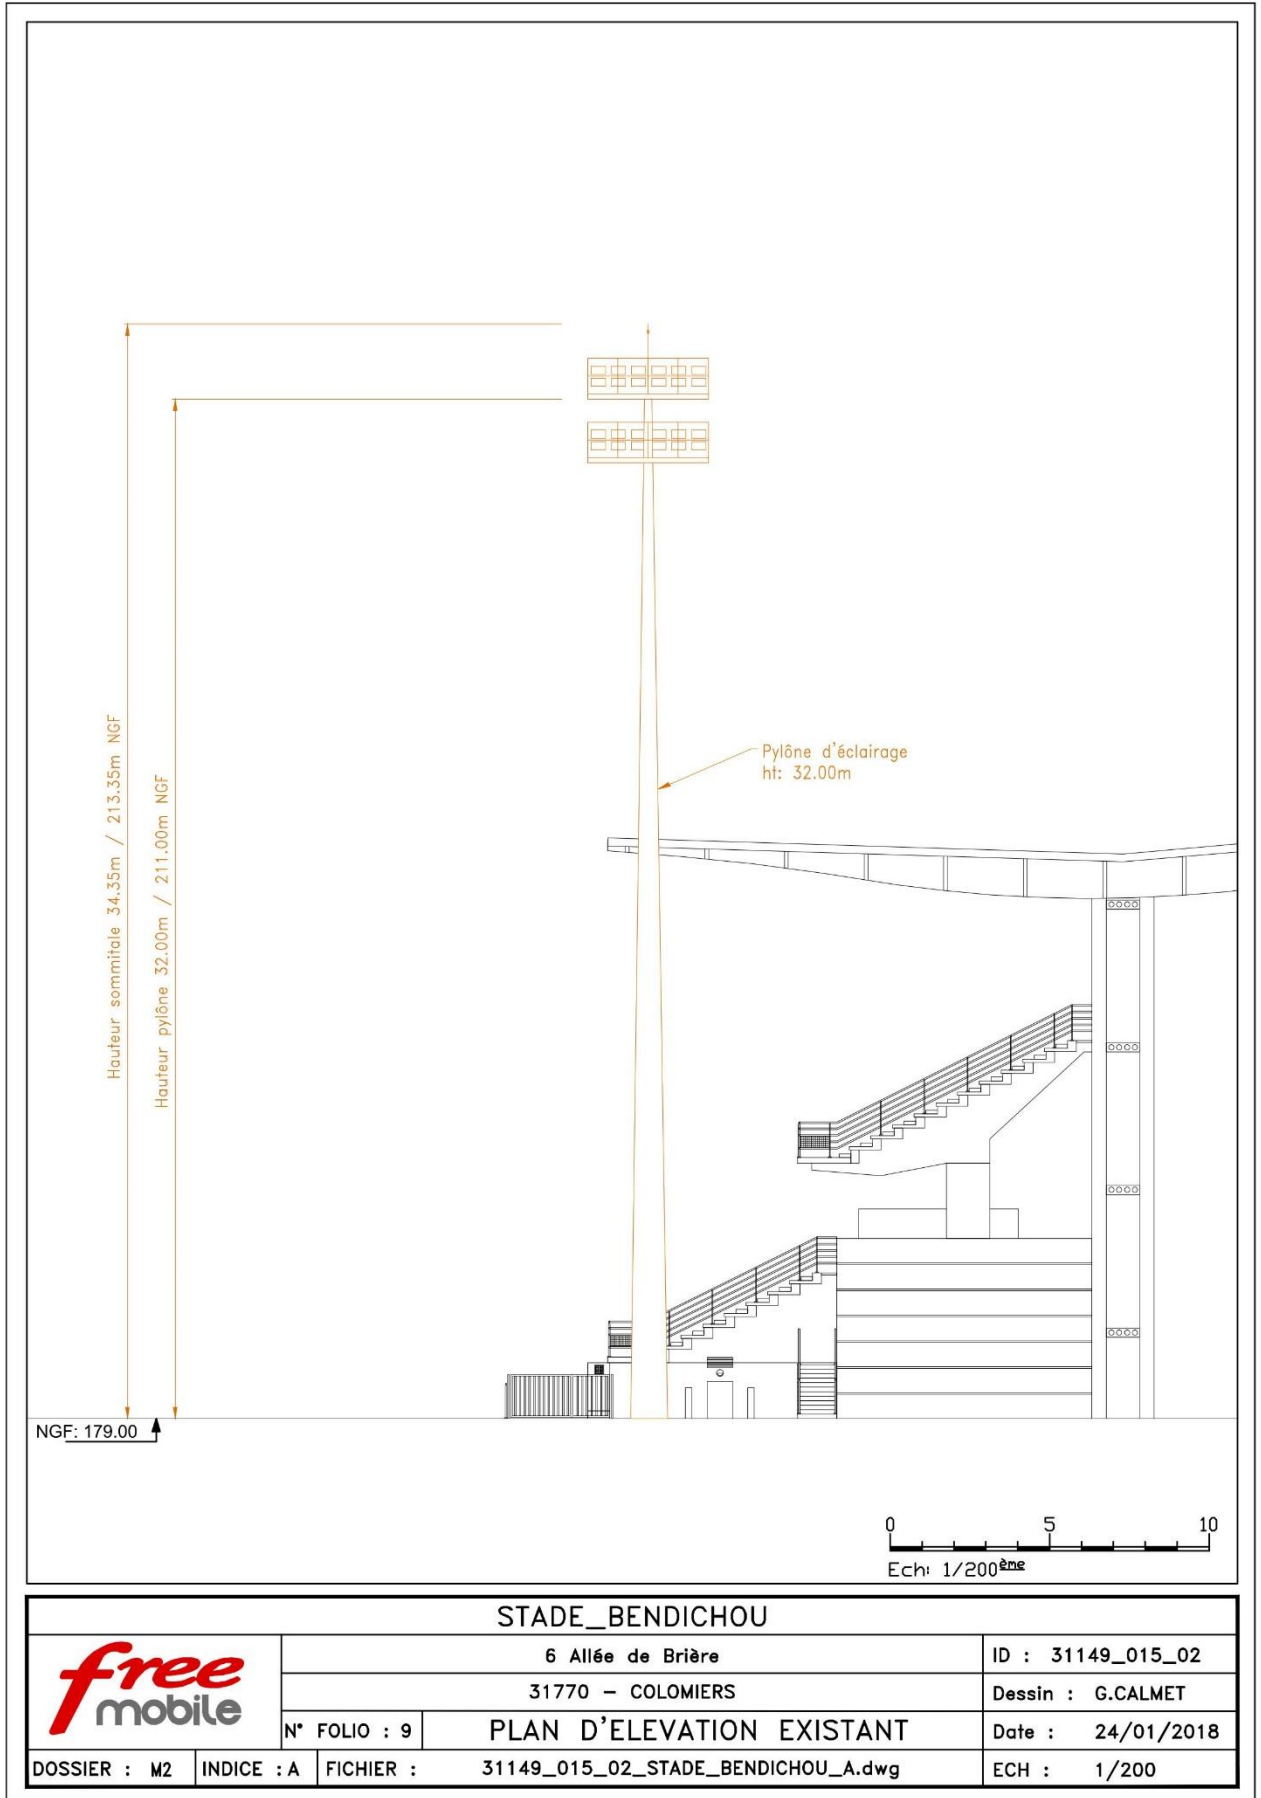 Hauteur sommitale 34.35m / 213.35m NGF
Hauteur pylône 32.00m / 211.00m NGF
Pylône d'éclairage
ht: 32.00m
NGF: 179.00
0 5 10
Ech: 1/200ème
STADE_BENDICHOU
free
mobile
6 Allée de Brière
ID : 31149_015_02
31770 - COLOMIERS
Dessin : G.CALMET
N° FOLIO : 9
PLAN D'ELEVATION EXISTANT
Date : 24/01/2018
DOSSIER : M2
INDICE : A
FICHIER : 31149_015_02_STADE_BENDICHOU_A.dwg
ECH : 1/200